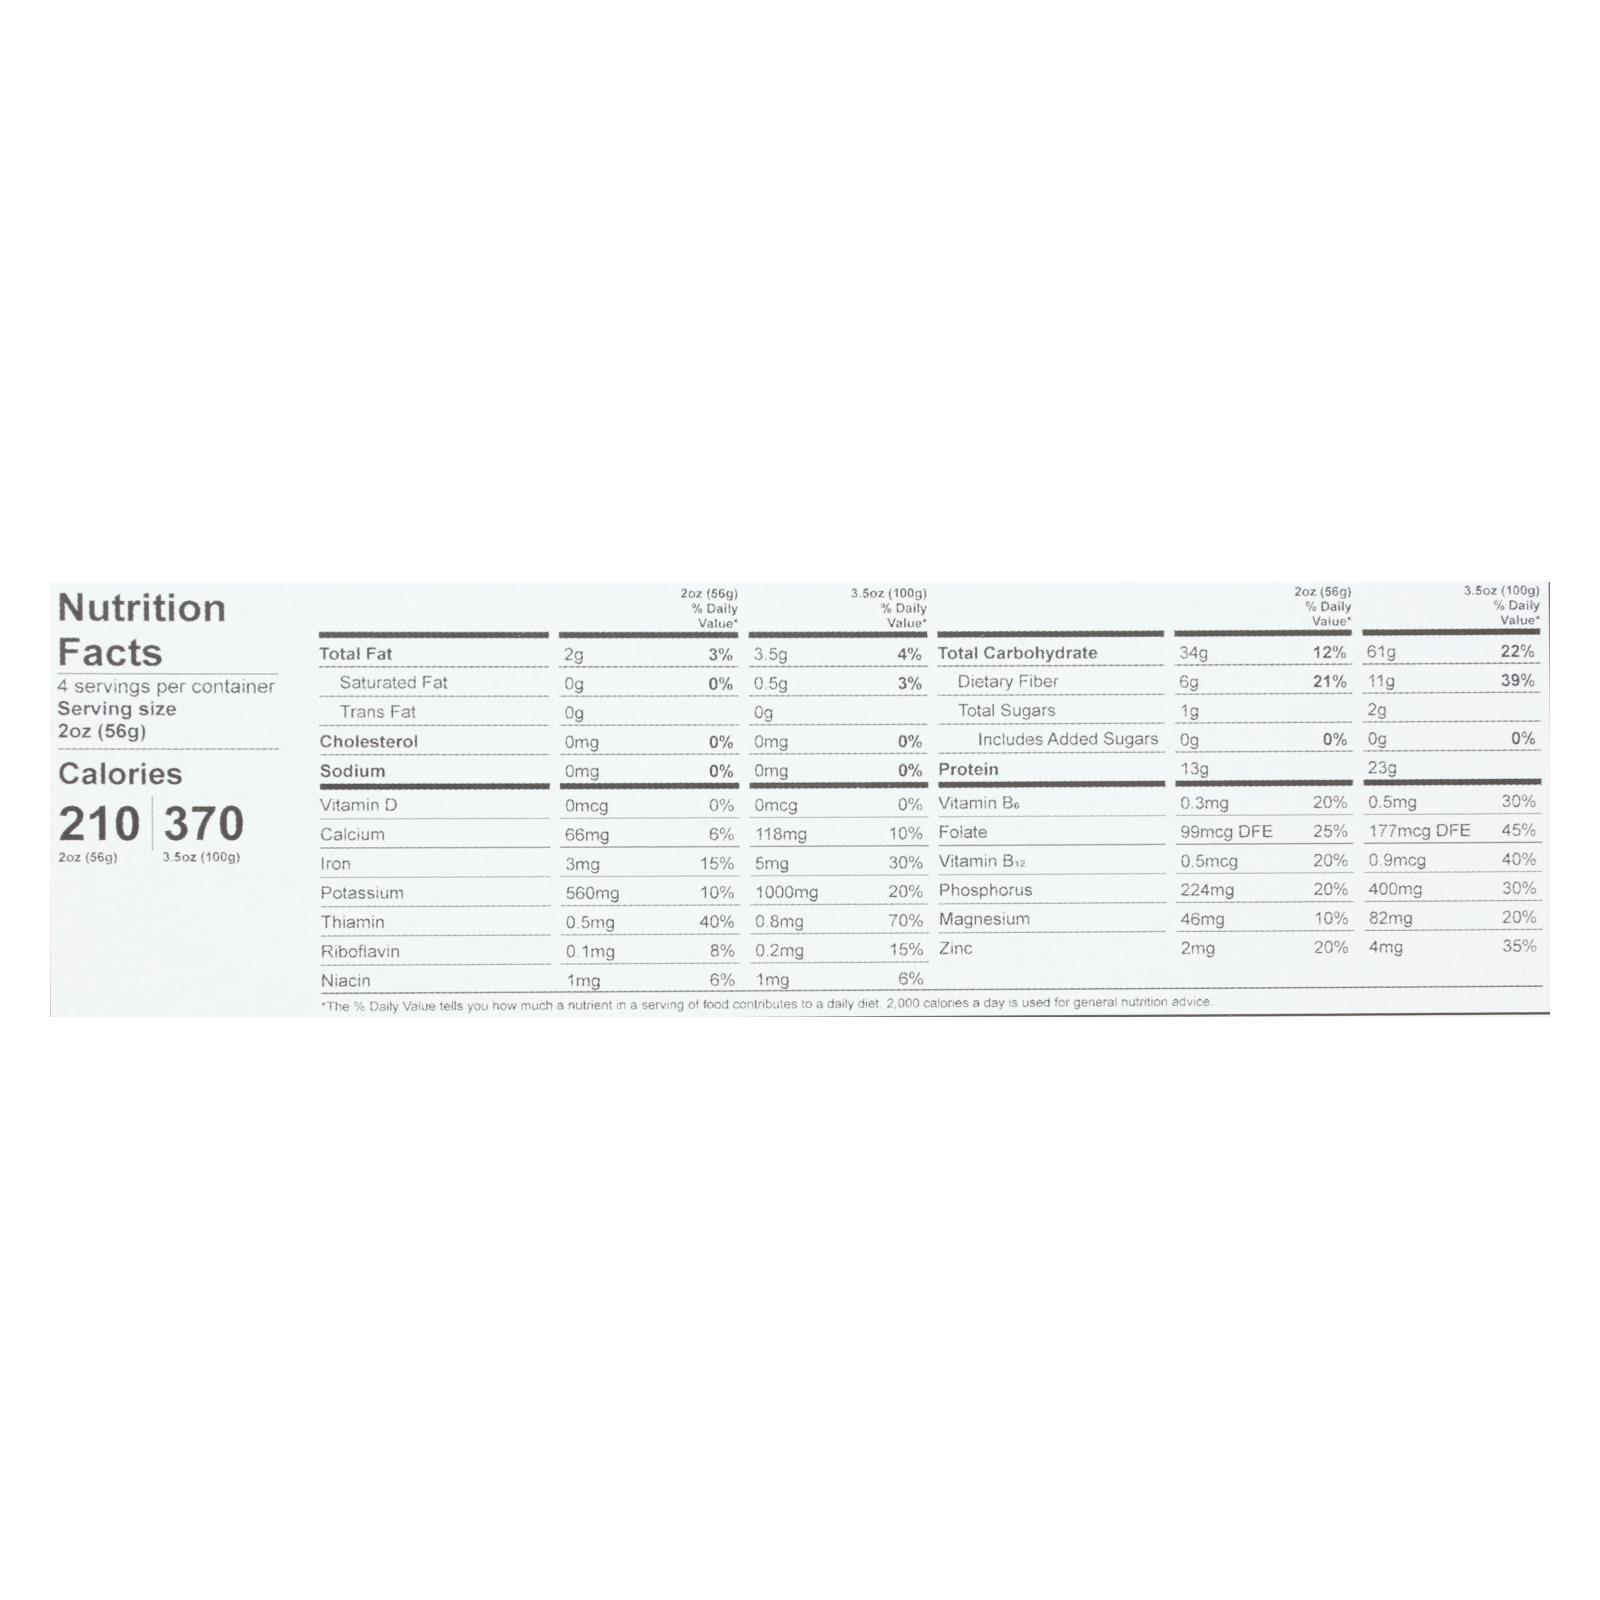 Nutrition
Facts
4 servings per container
Serving size
2oz (56g)
Calories
210 370
2oz (56g) 3.5oz (100g)
2oz (56g) 3.5oz (100g)
% Daily % Daily
Value* Value*
Total Fat 2g 3% 3.5g 4%
Saturated Fat 0g 0% 0.5g 3%
Trans Fat 0g 0g
Cholesterol 0mg 0% 0mg 0%
Sodium 0mg 0% 0mg 0%
Vitamin D 0mcg 0% 0mcg 0%
Calcium 66mg 6% 118mg 10%
Iron 3mg 15% 5mg 30%
Potassium 560mg 10% 1000mg 20%
Thiamin 0.5mg 40% 0.8mg 70%
Riboflavin 0.1mg 8% 0.2mg 15%
Niacin 1mg 6% 1mg 6%
2oz (56g) 3.5oz (100g)
% Daily % Daily
Value* Value*
Total Carbohydrate 34g 12% 61g 22%
Dietary Fiber 6g 21% 11g 39%
Total Sugars 1g 2g
Includes Added Sugars 0g 0% 0g 0%
Protein 13g 23g
Vitamin B₆ 0.3mg 20% 0.5mg 30%
Folate 99mcg DFE 25% 177mcg DFE 45%
Vitamin B₁₂ 0.5mcg 20% 0.9mcg 40%
Phosphorus 224mg 20% 400mg 30%
Magnesium 46mg 10% 82mg 20%
Zinc 2mg 20% 4mg 35%
*The % Daily Value tells you how much a nutrient in a serving of food contributes to a daily diet. 2,000 calories a day is used for general nutrition advice.